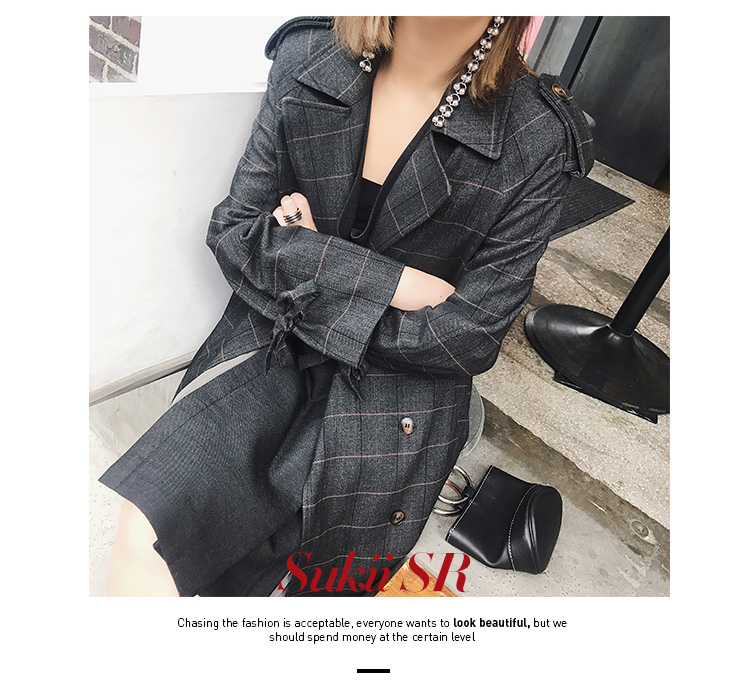 Sukii SR
Chasing the fashion is acceptable, everyone wants to look beautiful, but we
should spend money at the certain level